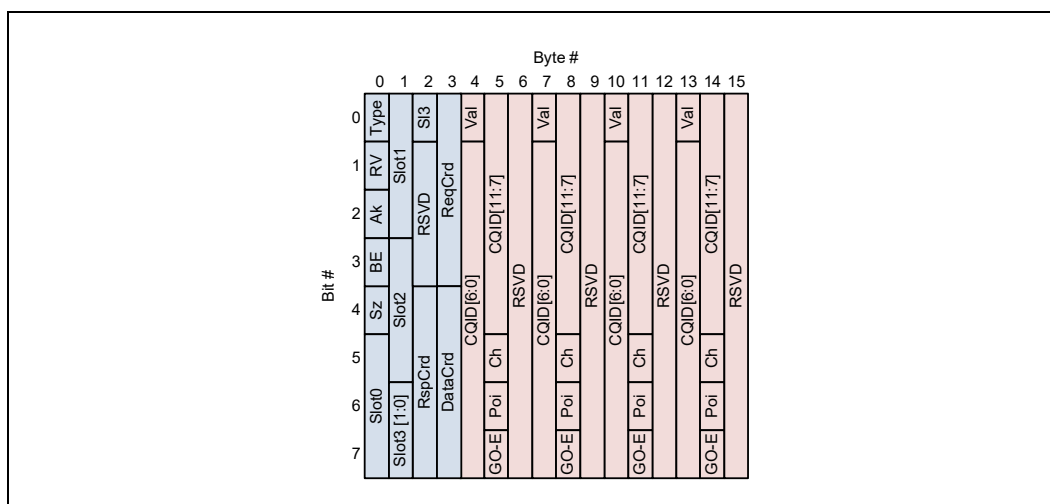 Byte #
0 1 2 3 4 5 6 7 8 9 10 11 12 13 14 15
Bit #
0
1
2
3
4
5
6
7
Type
RV
Ak
BE
Sz
Slot0
Slot1
Slot2
Slot3 [1:0]
Sl3
RSVD
RspCrd
ReqCrd
DataCrd
Val
CQID[6:0]
CQID[11:7]
Ch
Poi
GO-E
RSVD
Val
CQID[6:0]
CQID[11:7]
Ch
Poi
GO-E
RSVD
Val
CQID[6:0]
CQID[11:7]
Ch
Poi
GO-E
RSVD
Val
CQID[6:0]
CQID[11:7]
Ch
Poi
GO-E
RSVD